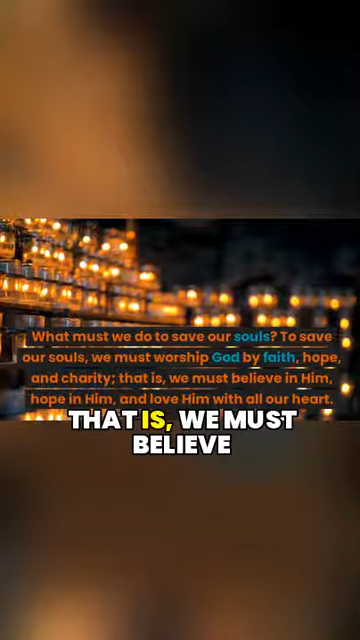 What must we do to save our souls? To save
our souls, we must worship God by faith, hope,
and charity; that is, we must believe in Him,
hope in Him, and love Him with all our heart.
THAT IS, WE MUST
BELIEVE